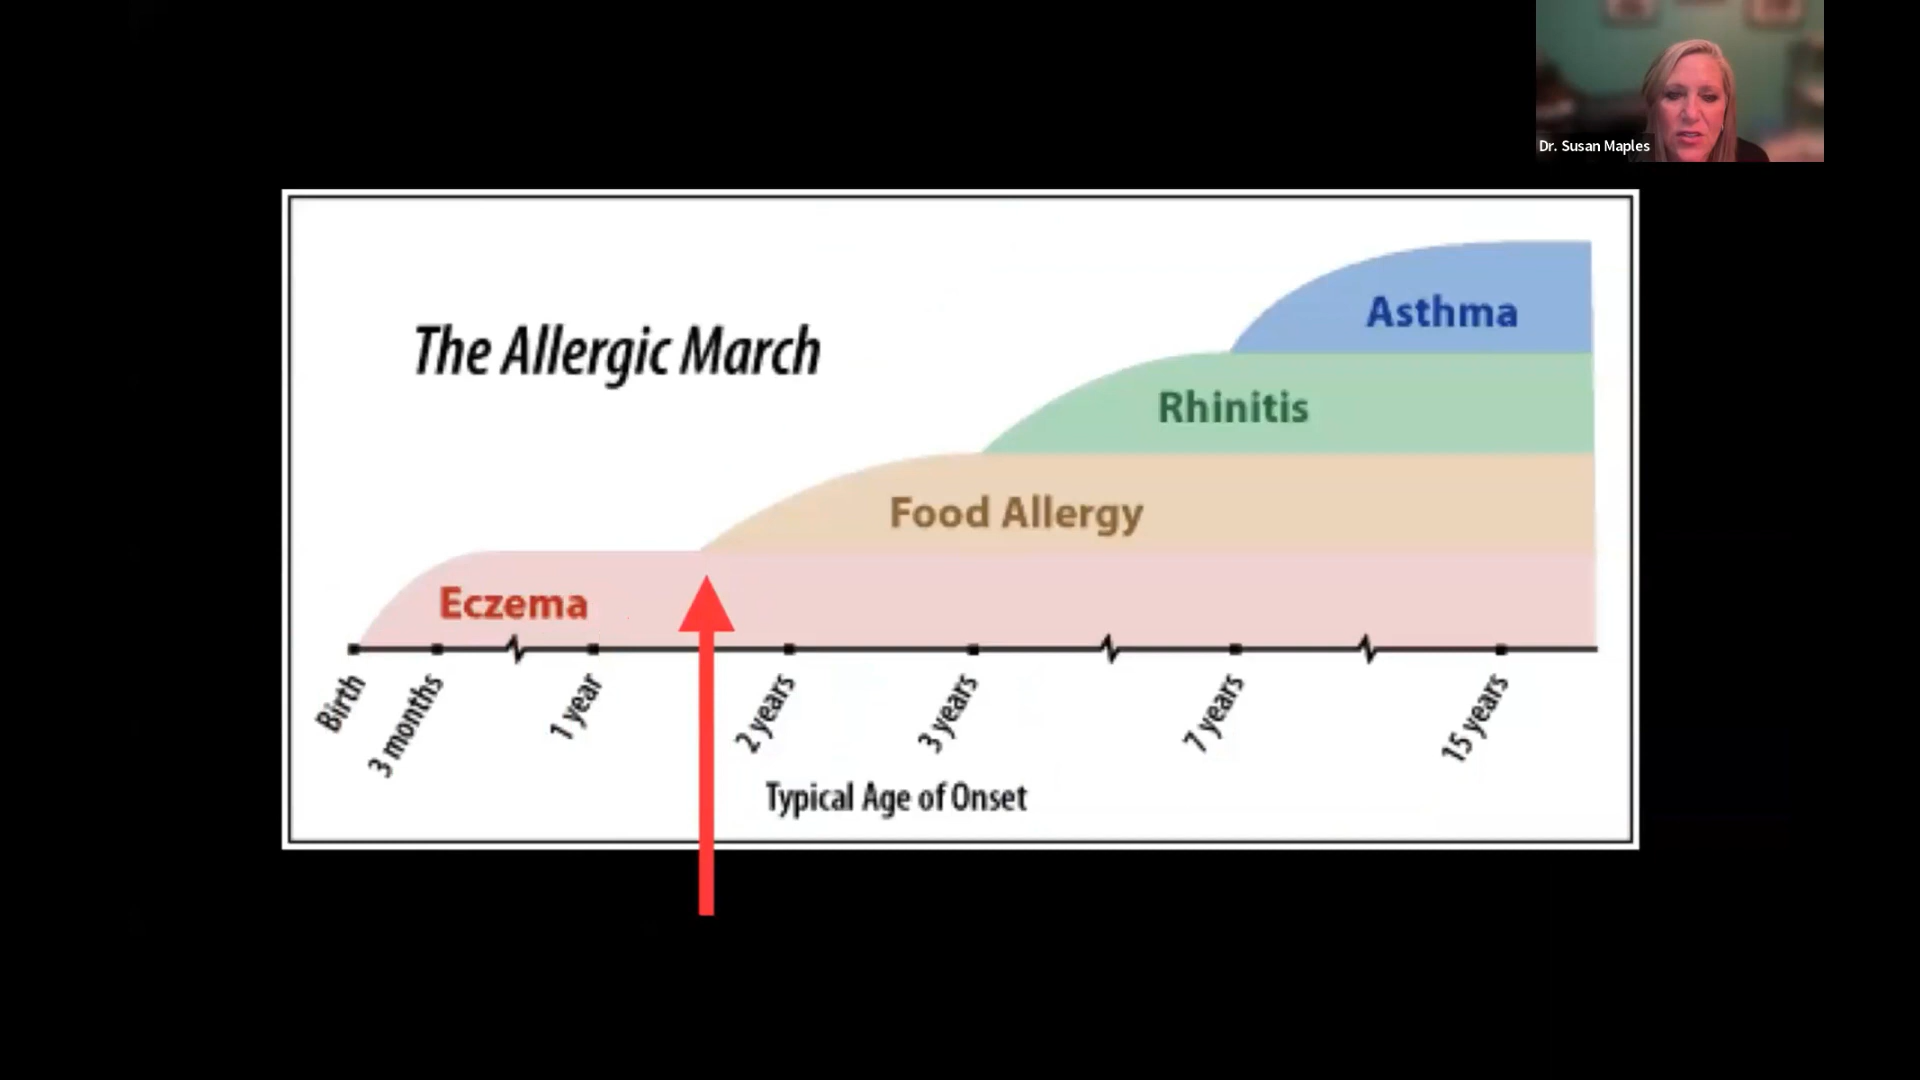 Dr. Susan Maples
The Allergic March
Asthma
Rhinitis
Food Allergy
Eczema
Birth
3 months
1 year
2 years
3 years
7 years
15 years
Typical Age of Onset